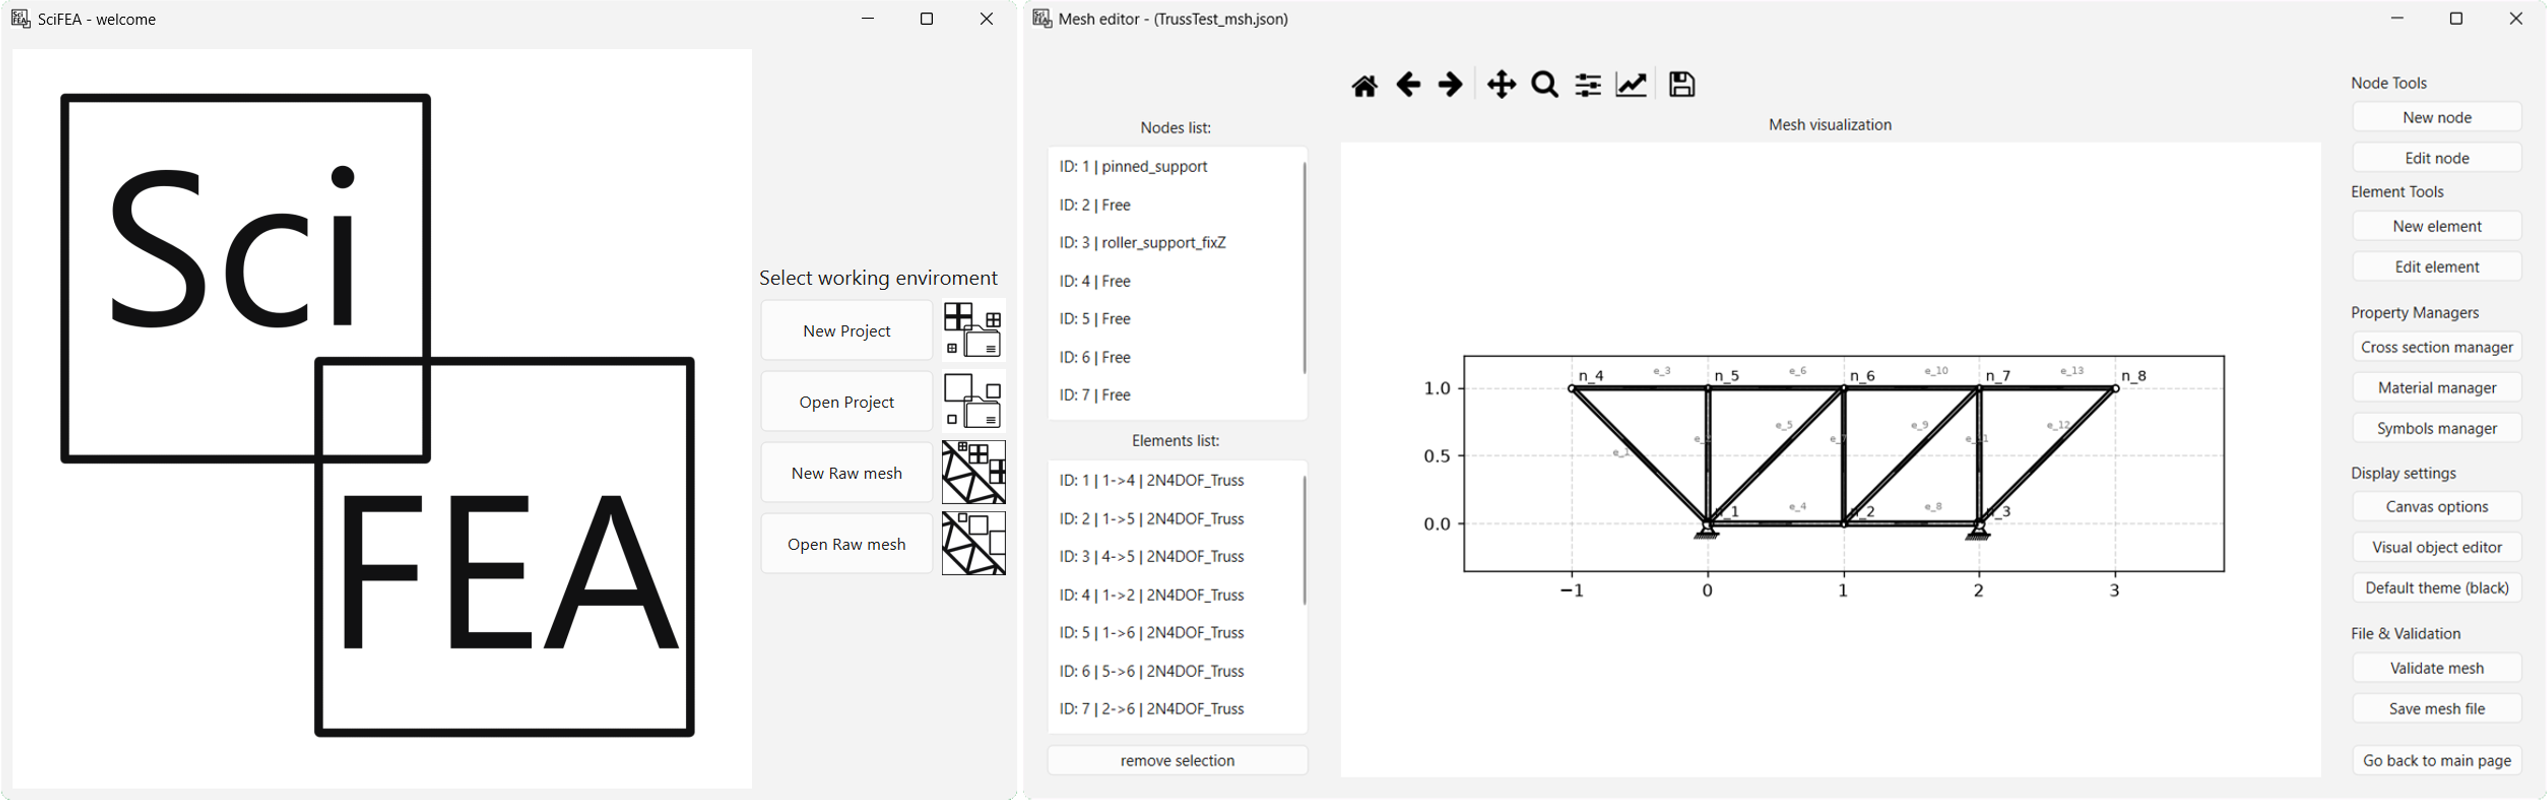 SciFEA - welcome
Sci
FEA
Select working enviroment
New Project
Open Project
New Raw mesh
Open Raw mesh
Mesh editor - (TrussTest_msh.json)
Nodes list:
ID: 1 | pinned_support
ID: 2 | Free
ID: 3 | roller_support_fixZ
ID: 4 | Free
ID: 5 | Free
ID: 6 | Free
ID: 7 | Free
Elements list:
ID: 1 | 1->4 | 2N4DOF_Truss
ID: 2 | 1->5 | 2N4DOF_Truss
ID: 3 | 4->5 | 2N4DOF_Truss
ID: 4 | 1->2 | 2N4DOF_Truss
ID: 5 | 1->6 | 2N4DOF_Truss
ID: 6 | 5->6 | 2N4DOF_Truss
ID: 7 | 2->6 | 2N4DOF_Truss
remove selection
Mesh visualization
e_3 e_6 e_10 e_13
n_4 n_5 n_6 n_7 n_8
1.0
e_5 e_9 e_12
0.5
e_4 e_8
0.0
−1 0 1 2 3
Node Tools
New node
Edit node
Element Tools
New element
Edit element
Property Managers
Cross section manager
Material manager
Symbols manager
Display settings
Canvas options
Visual object editor
Default theme (black)
File & Validation
Validate mesh
Save mesh file
Go back to main page